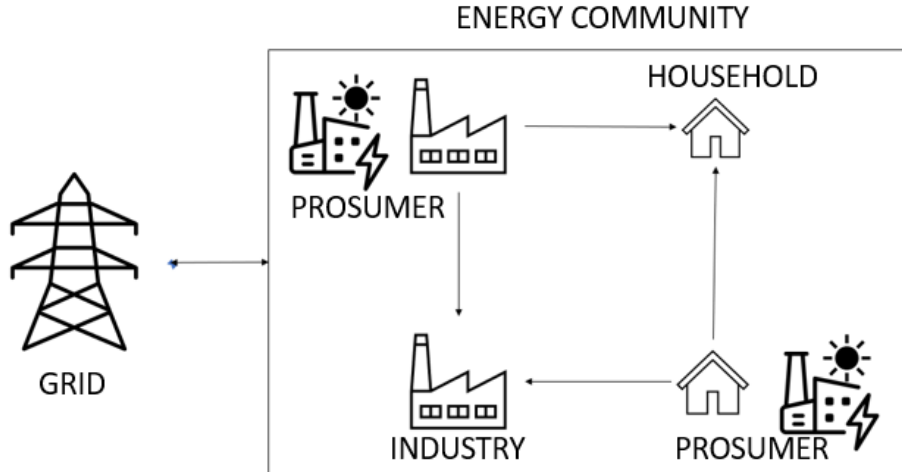 ENERGY COMMUNITY
HOUSEHOLD
PROSUMER
GRID
INDUSTRY
PROSUMER